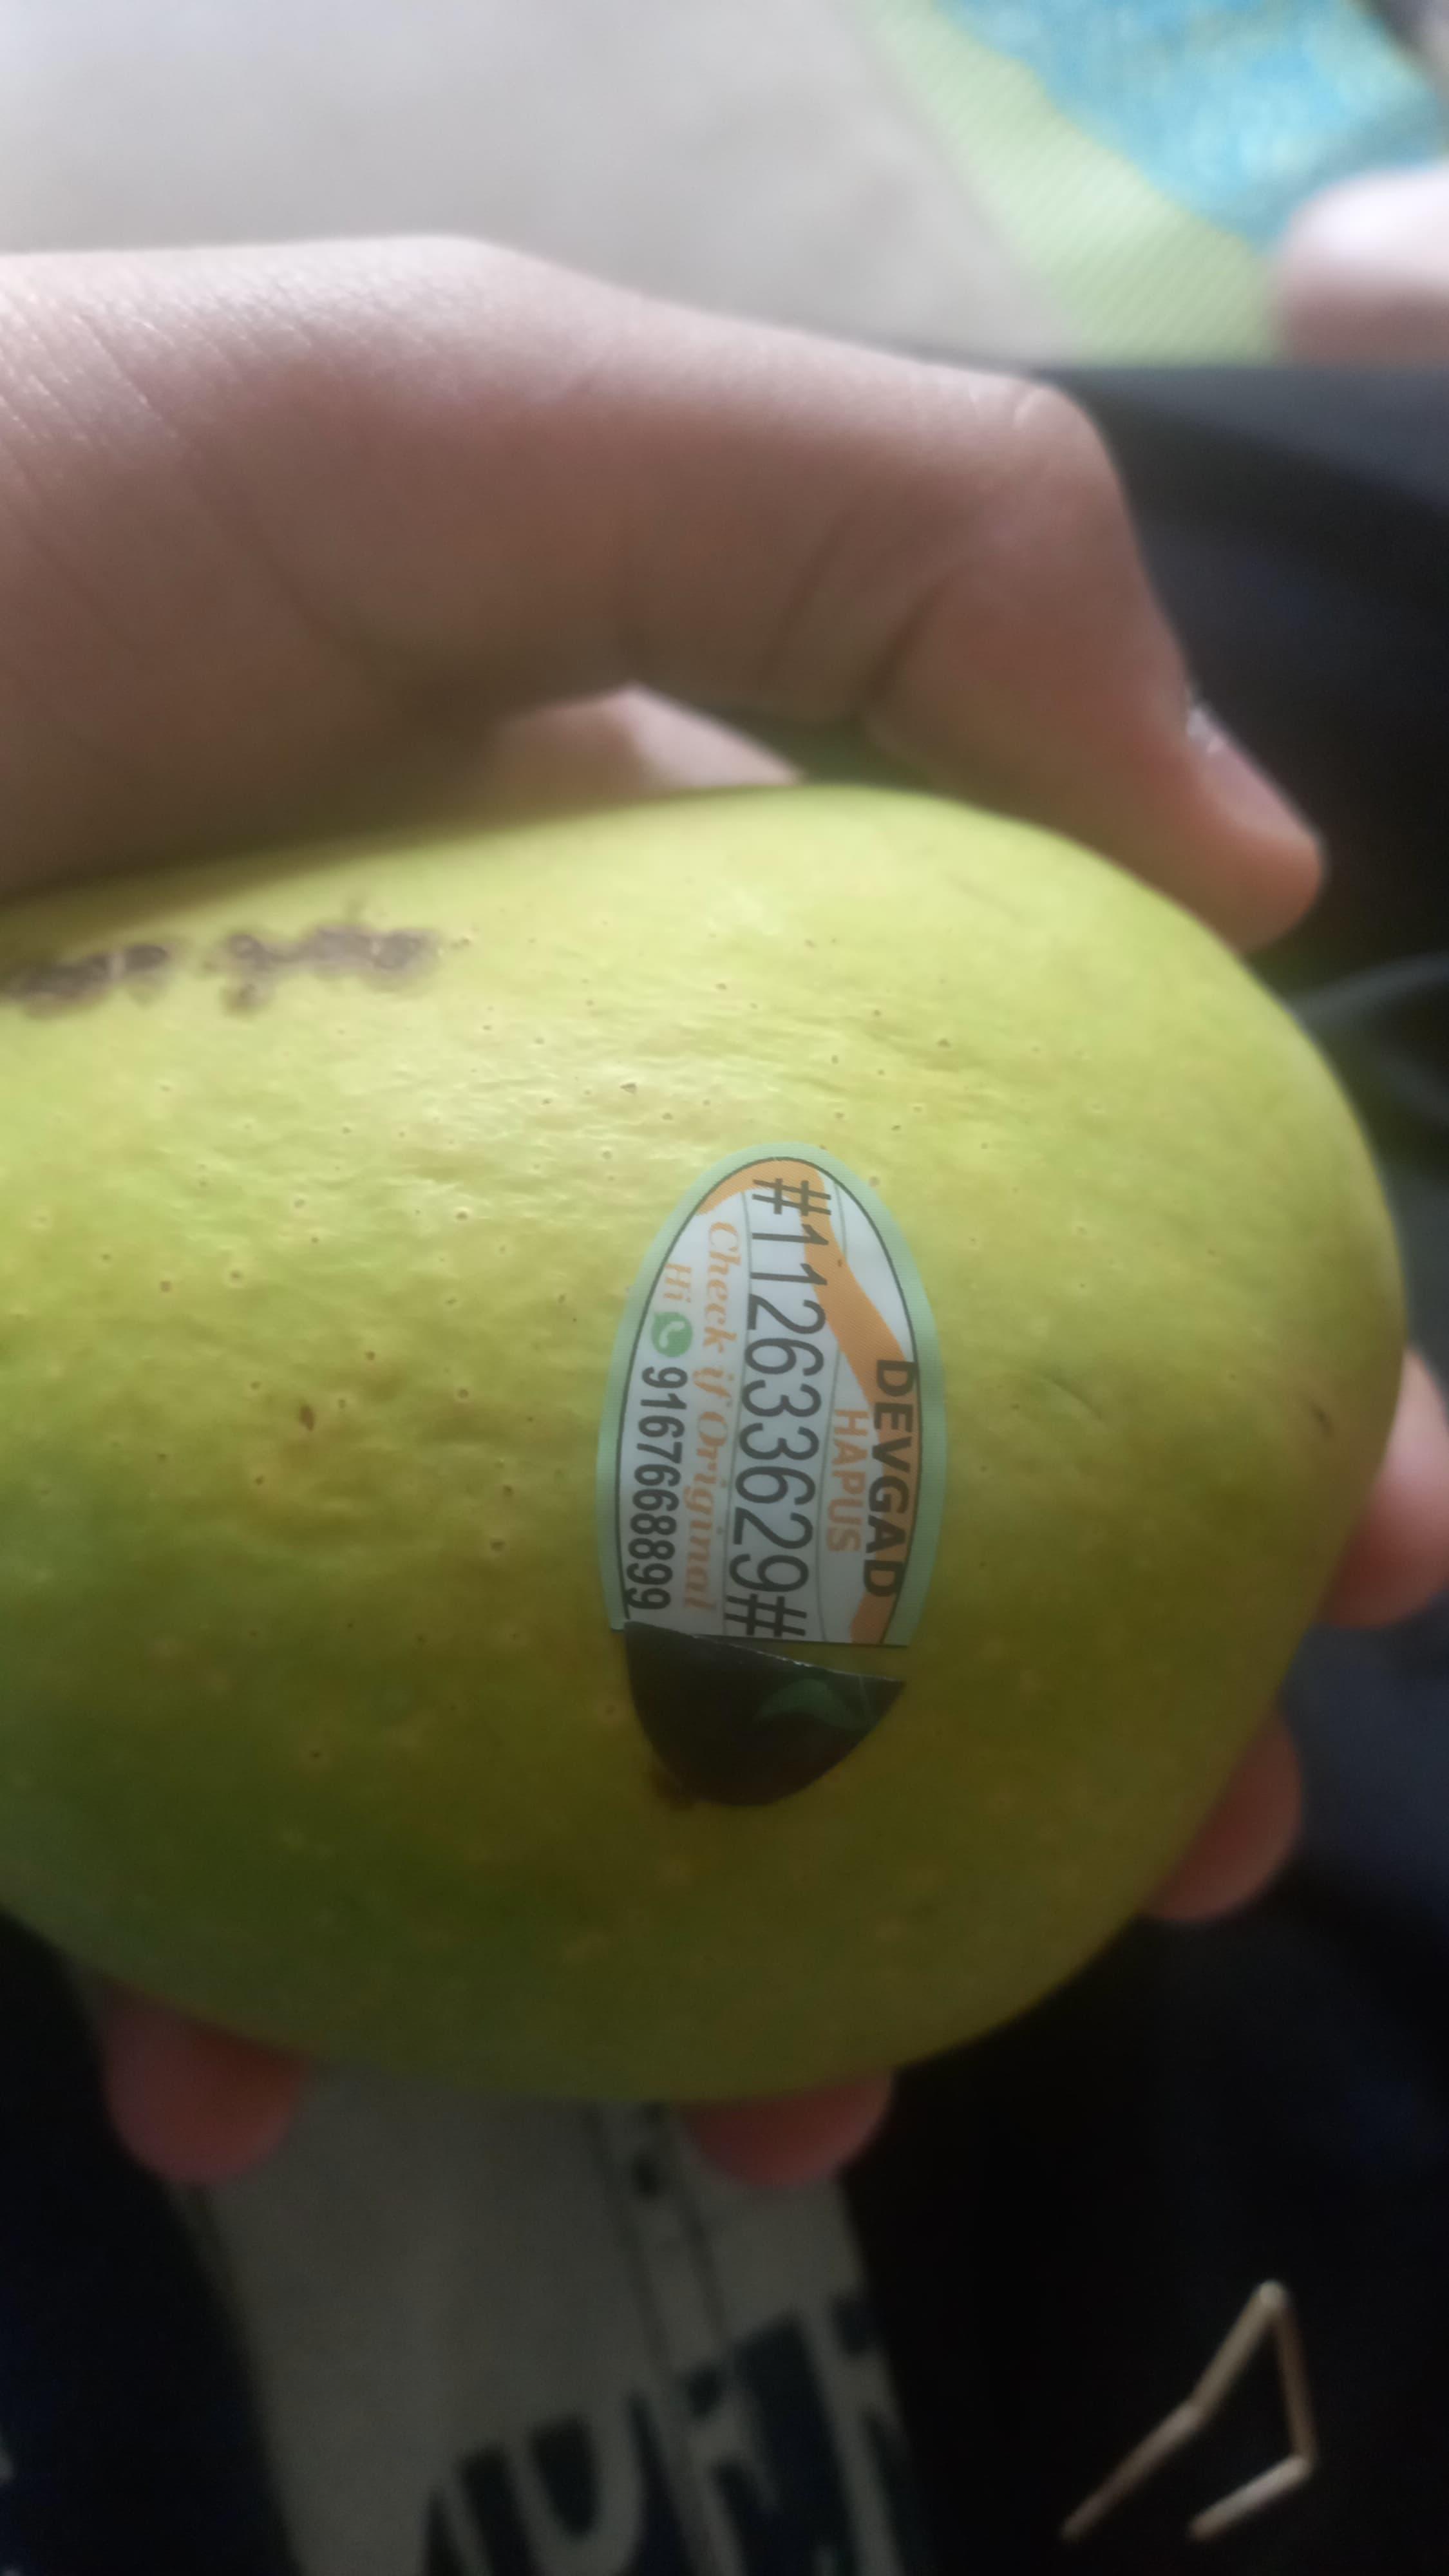 DEVGAD
HAPUS
#112633629#
Check if Original
Hi 9167668899